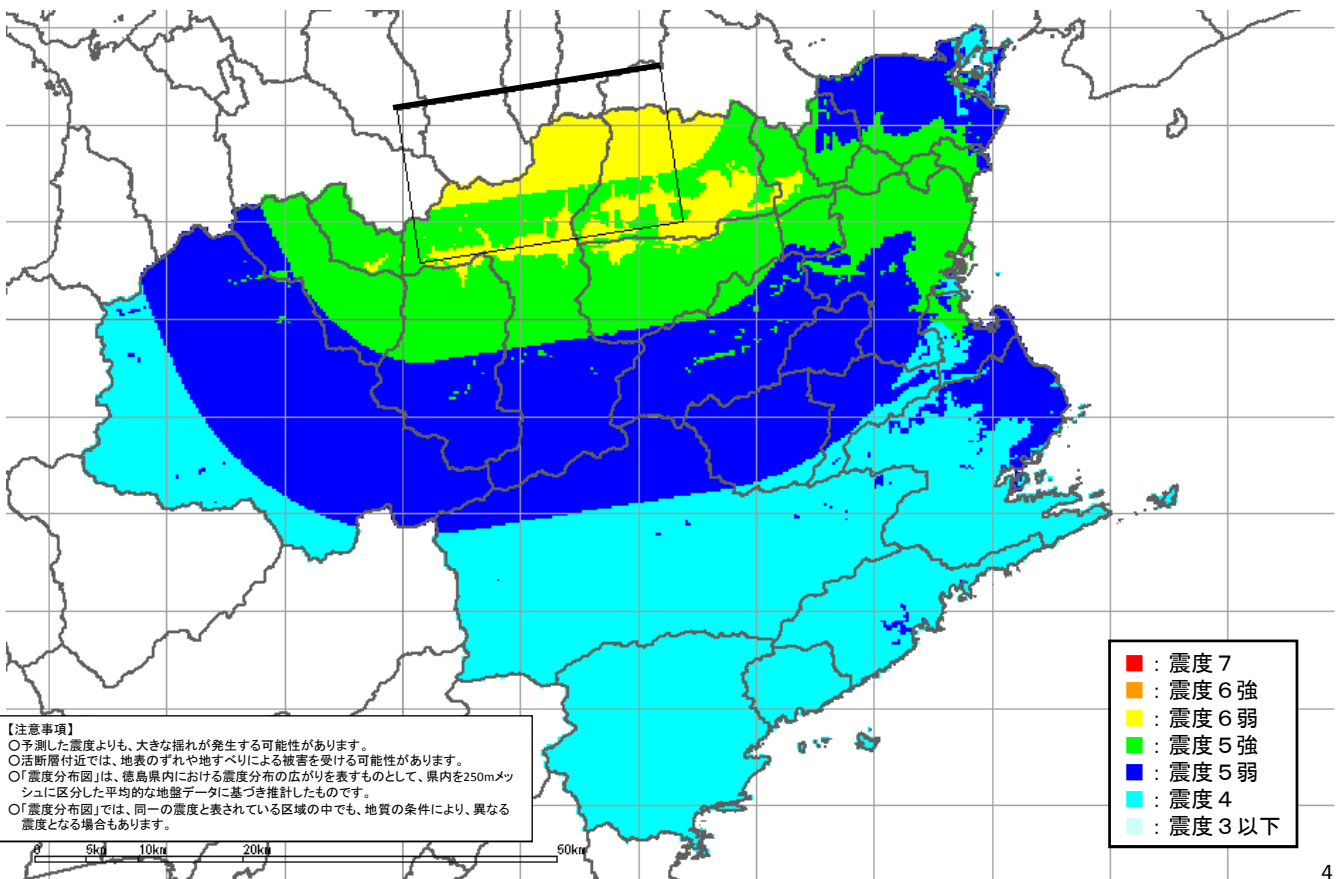 ■：震度７
■：震度６強
■：震度６弱
■：震度５強
■：震度５弱
■：震度４
■：震度３以下
【注意事項】
○予測した震度よりも、大きな揺れが発生する可能性があります。
○活断層付近では、地表のずれや地すべりによる被害を受ける可能性があります。
○「震度分布図」は、徳島県内における震度分布の広がりを表すものとして、県内を250mメッ
シュに区分した平均的な地盤データに基づき推計したものです。
○「震度分布図」では、同一の震度と表されている区域の中でも、地質の条件により、異なる
震度となる場合もあります。
0 5km 10km 20km 50km
4